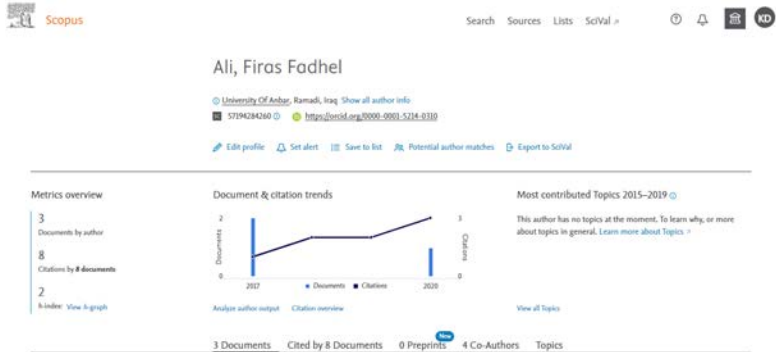 Scopus
Search Sources Lists SciVal ↗
KD
Ali, Firas Fadhel
University Of Anbar, Ramadi, Iraq Show all author info
57194284260 https://orcid.org/0000-0001-5214-0310
Edit profile Set alert Save to list Potential author matches Export to SciVal
Metrics overview
3
Documents by author
8
Citations by 8 documents
2
h-index: View h-graph
Document & citation trends
2
0
Documents
3
0
Citations
2017 2020
Documents Citations
Analyze author output Citation overview
Most contributed Topics 2015–2019
This author has no topics at the moment. To learn why, or more
about topics in general. Learn more about Topics >
View all Topics
New
3 Documents Cited by 8 Documents 0 Preprints 4 Co-Authors Topics